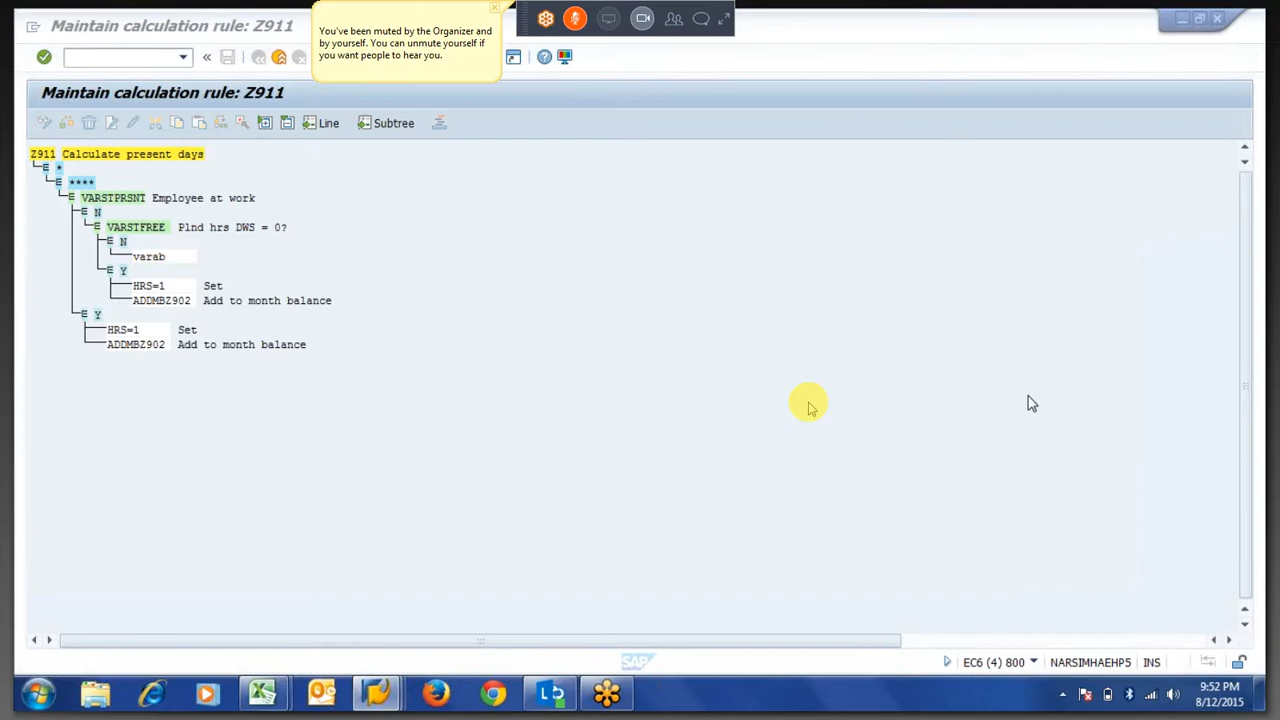 Maintain calculation rule: Z911
You've been muted by the Organizer and
by yourself. You can unmute yourself if
you want people to hear you.
Maintain calculation rule: Z911
Line
Subtree
Z911 Calculate present days
*
****
VARSTPRSNT Employee at work
N
VARSTFREE Plnd hrs DWS = 0?
N
varab
Y
HRS=1 Set
ADDMBZ902 Add to month balance
Y
HRS=1 Set
ADDMBZ902 Add to month balance
SAP
EC6 (4) 800
NARSIMHAEHP5
INS
9:52 PM
8/12/2015